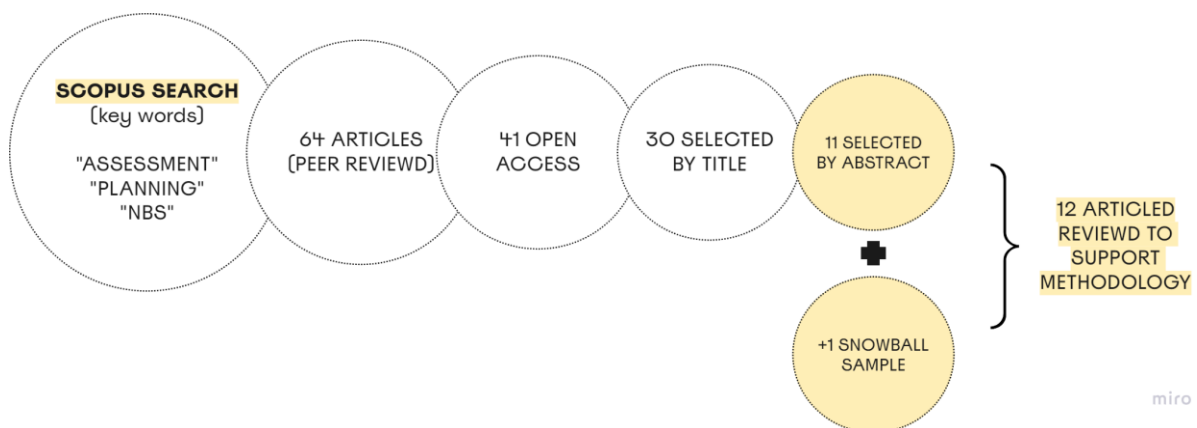 SCOPUS SEARCH
(key words)
"ASSESSMENT"
"PLANNING"
"NBS"
64 ARTICLES
(PEER REVIEWD)
41 OPEN
ACCESS
30 SELECTED
BY TITLE
11 SELECTED
BY ABSTRACT
+1 SNOWBALL
SAMPLE
12 ARTICLED
REVIEWD TO
SUPPORT
METHODOLOGY
miro